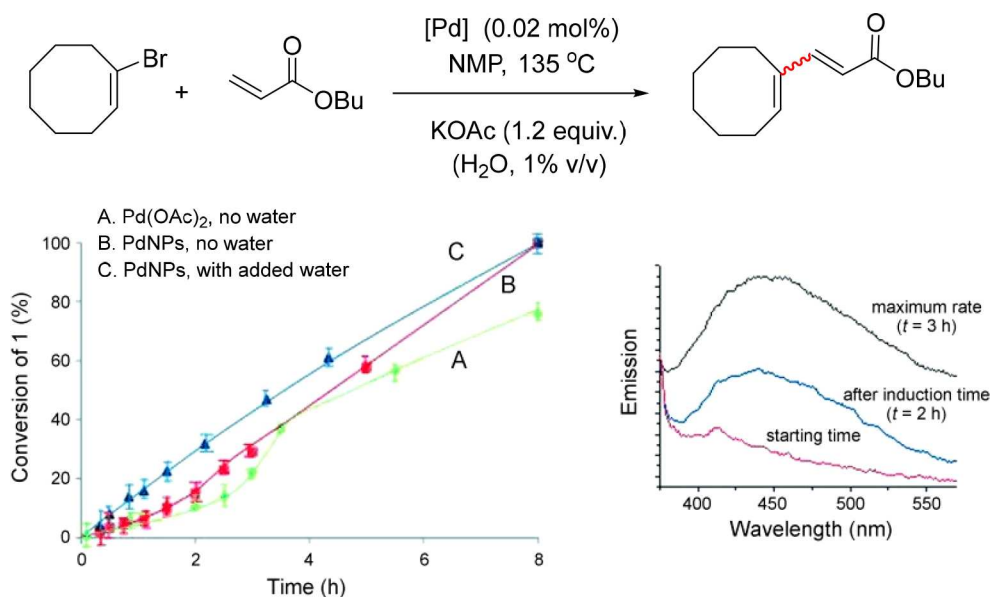 Br
+
O
OBu
[Pd] (0.02 mol%)
NMP, 135 °C
KOAc (1.2 equiv.)
(H₂O, 1% v/v)
O
OBu
A. Pd(OAc)₂, no water
B. PdNPs, no water
C. PdNPs, with added water
Conversion of 1 (%)
100
80
60
40
20
0
C
B
A
0
2
4
6
8
Time (h)
Emission
maximum rate
(t = 3 h)
after induction time
(t = 2 h)
starting time
400
450
500
550
Wavelength (nm)